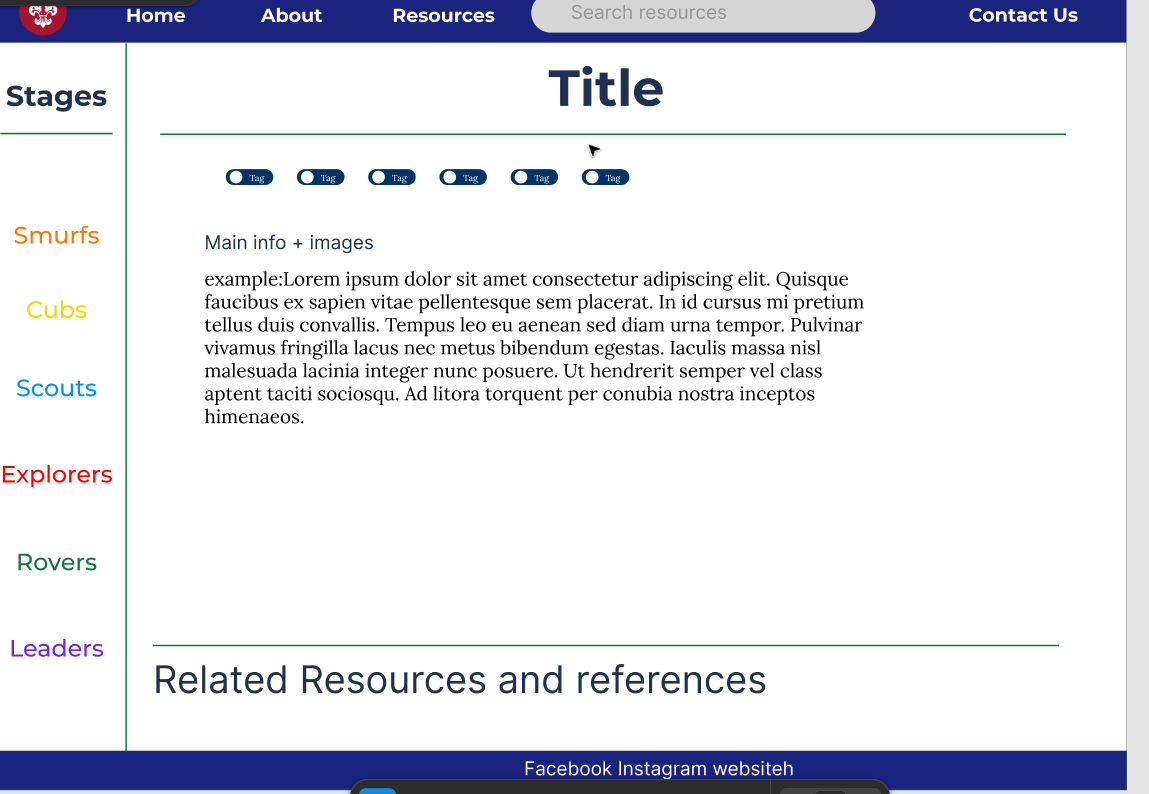 Home About Resources Search resources Contact Us
Stages
Title
Tag Tag Tag Tag Tag Tag
Smurfs
Cubs
Scouts
Explorers
Rovers
Leaders
Main info + images
example:Lorem ipsum dolor sit amet consectetur adipiscing elit. Quisque
faucibus ex sapien vitae pellentesque sem placerat. In id cursus mi pretium
tellus duis convallis. Tempus leo eu aenean sed diam urna tempor. Pulvinar
vivamus fringilla lacus nec metus bibendum egestas. Iaculis massa nisl
malesuada lacinia integer nunc posuere. Ut hendrerit semper vel class
aptent taciti sociosqu. Ad litora torquent per conubia nostra inceptos
himenaeos.
Related Resources and references
Facebook Instagram websiteh